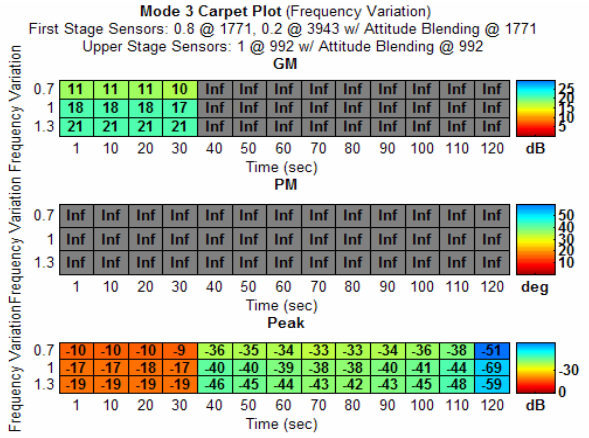 Mode 3 Carpet Plot (Frequency Variation)
First Stage Sensors: 0.8 @ 1771, 0.2 @ 3943 w/ Attitude Blending @ 1771
Upper Stage Sensors: 1 @ 992 w/ Attitude Blending @ 992
GM
Frequency Variation
0.7 11 11 11 10 Inf Inf Inf Inf Inf Inf Inf Inf Inf
1 18 18 18 17 Inf Inf Inf Inf Inf Inf Inf Inf Inf
1.3 21 21 21 21 Inf Inf Inf Inf Inf Inf Inf Inf Inf
1 10 20 30 40 50 60 70 80 90 100 110 120
Time (sec)
25
20
15
10
5
dB
PM
Frequency Variation
0.7 Inf Inf Inf Inf Inf Inf Inf Inf Inf Inf Inf Inf Inf
1 Inf Inf Inf Inf Inf Inf Inf Inf Inf Inf Inf Inf Inf
1.3 Inf Inf Inf Inf Inf Inf Inf Inf Inf Inf Inf Inf Inf
1 10 20 30 40 50 60 70 80 90 100 110 120
Time (sec)
50
40
30
20
10
deg
Peak
Frequency Variation
0.7 -10 -10 -10 -9 -36 -35 -34 -33 -33 -34 -36 -38 -51
1 -17 -17 -18 -17 -40 -40 -39 -38 -38 -40 -41 -44 -69
1.3 -19 -19 -19 -19 -46 -45 -44 -43 -42 -43 -45 -48 -59
1 10 20 30 40 50 60 70 80 90 100 110 120
Time (sec)
-30
0
dB